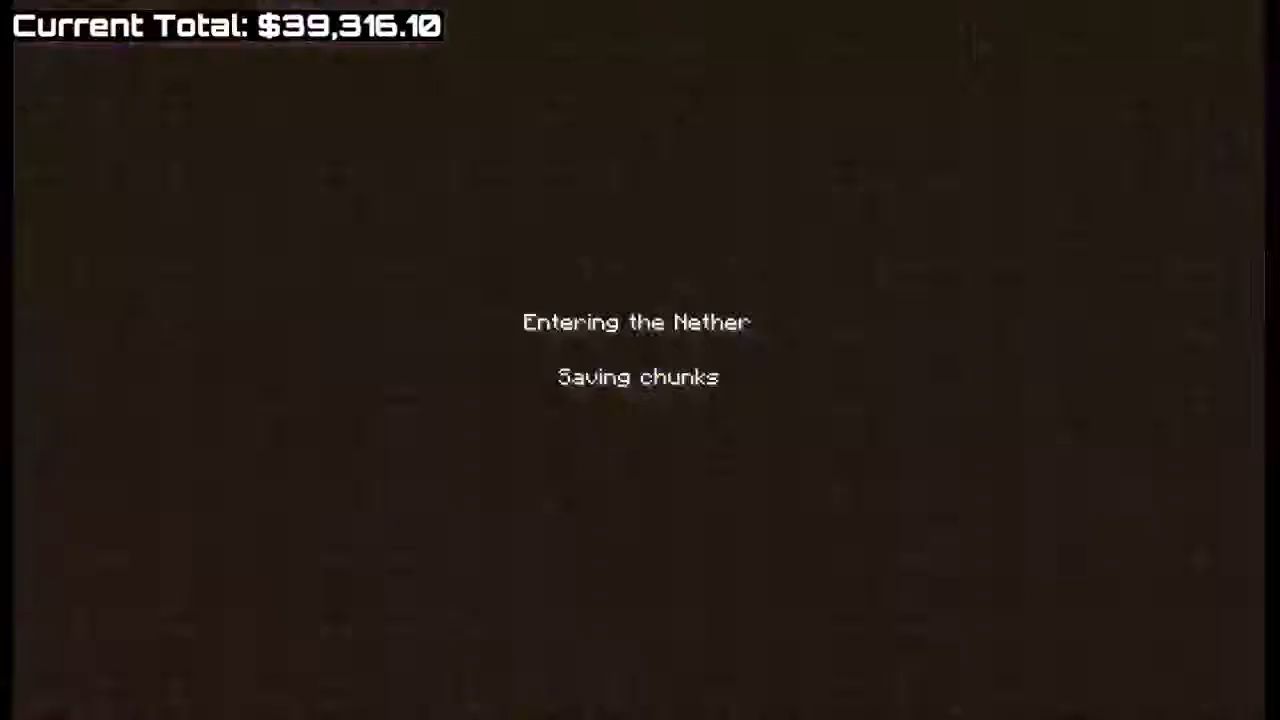 Current Total: $39,316.10
Entering the Nether
Saving chunks